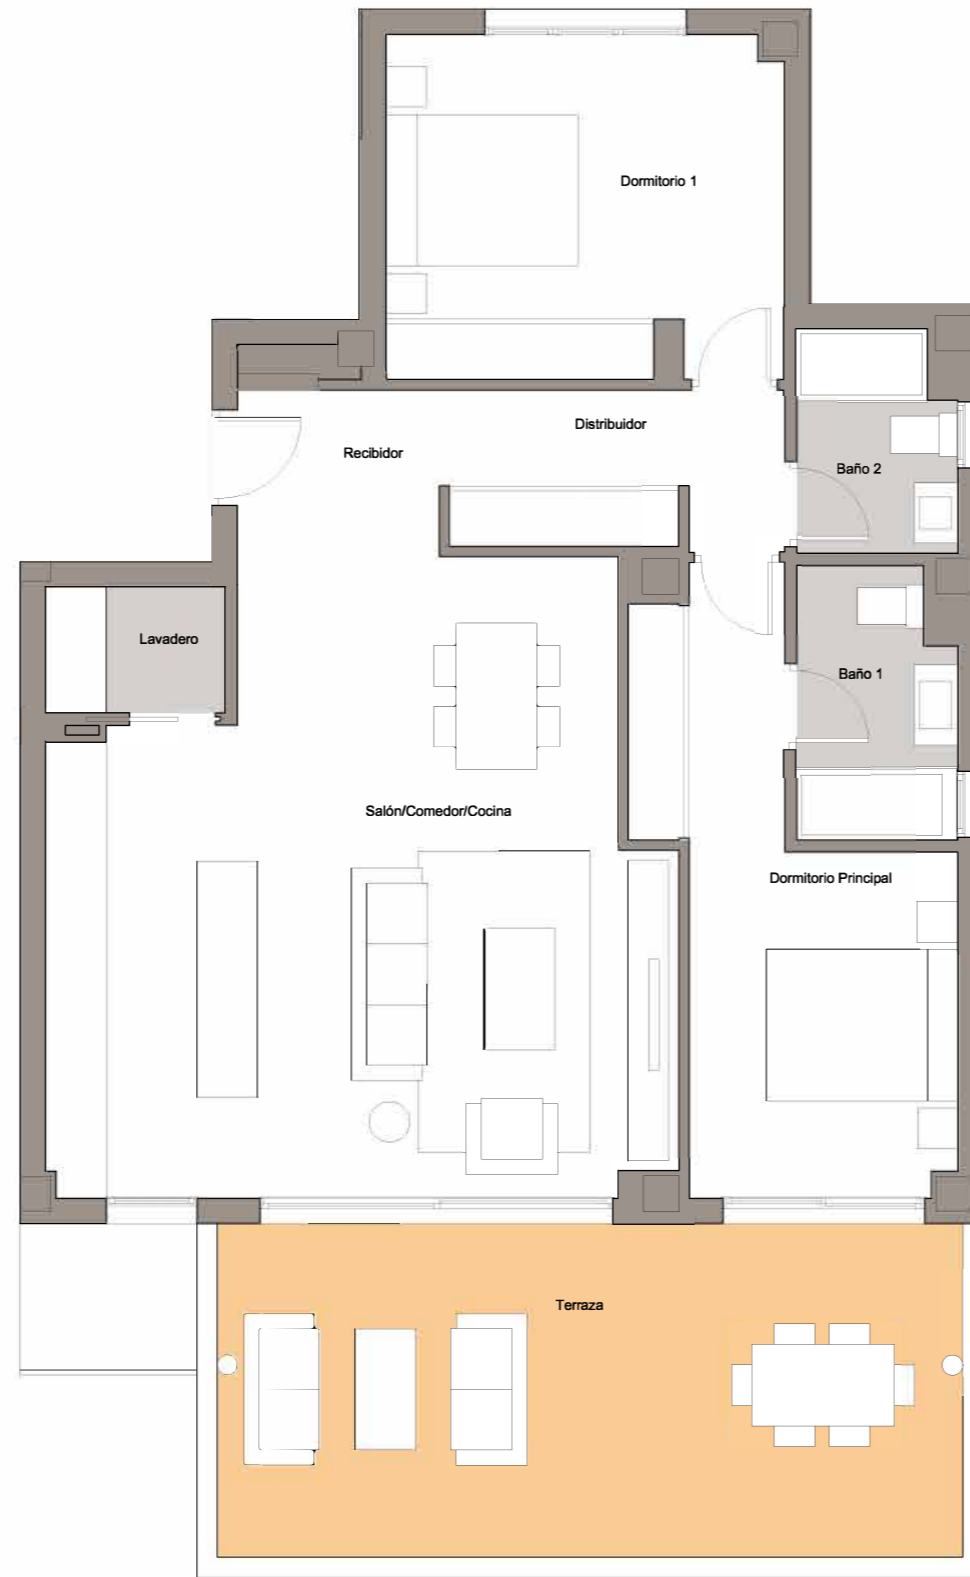 Dormitorio 1
Distribuidor
Recibidor
Baño 2
Lavadero
Baño 1
Salón/Comedor/Cocina
Dormitorio Principal
Terraza